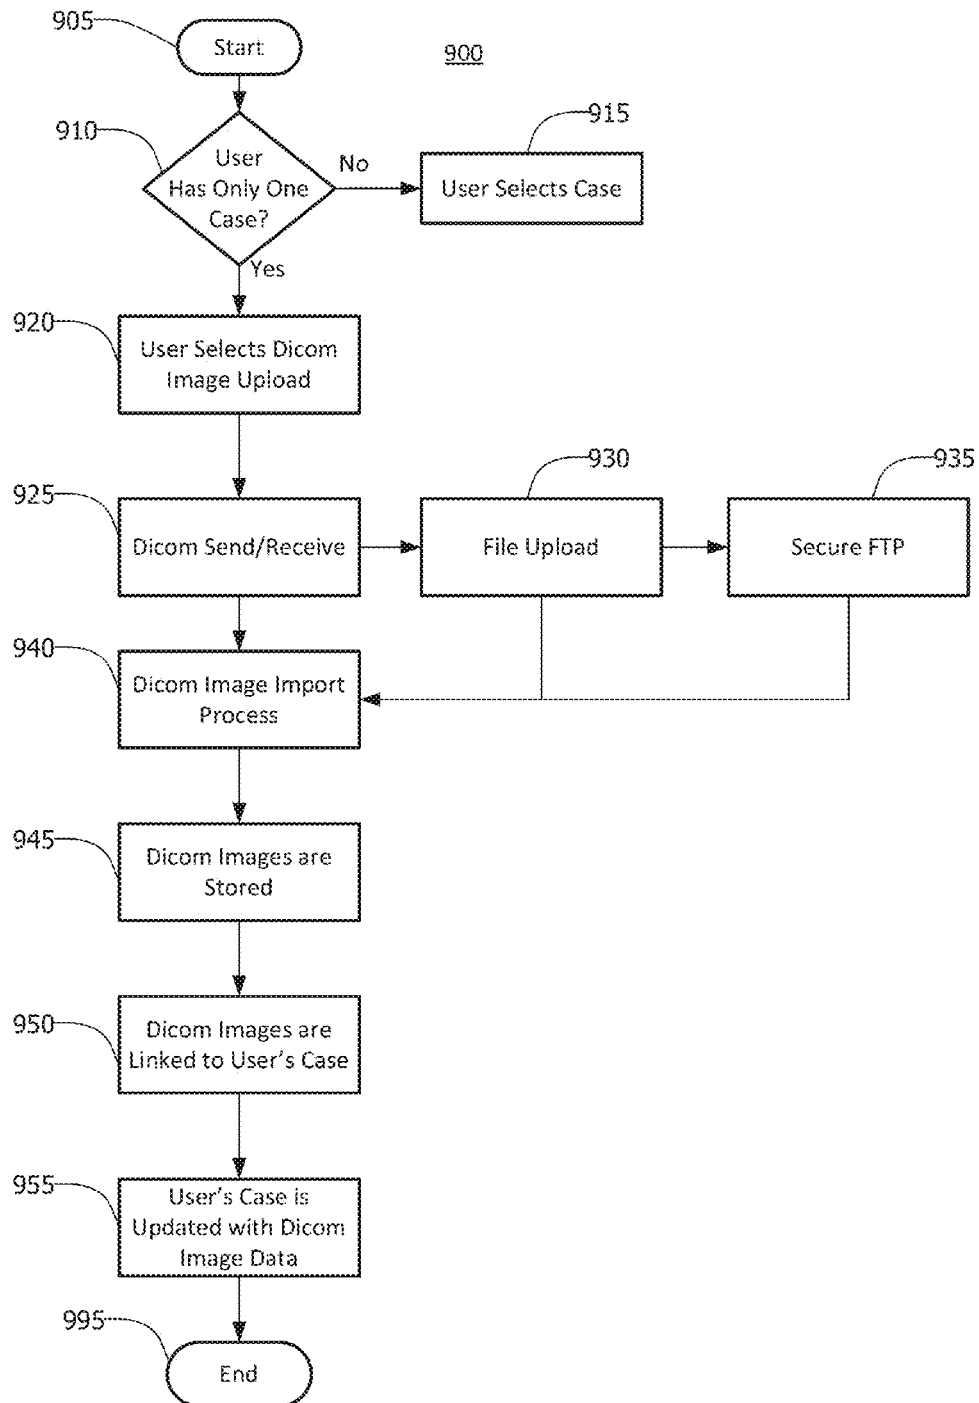 905
Start
900
910
User
Has Only One
Case?
No
915
User Selects Case
Yes
920
User Selects Dicom
Image Upload
925
Dicom Send/Receive
930
File Upload
935
Secure FTP
940
Dicom Image Import
Process
945
Dicom Images are
Stored
950
Dicom Images are
Linked to User's Case
955
User's Case is
Updated with Dicom
Image Data
995
End